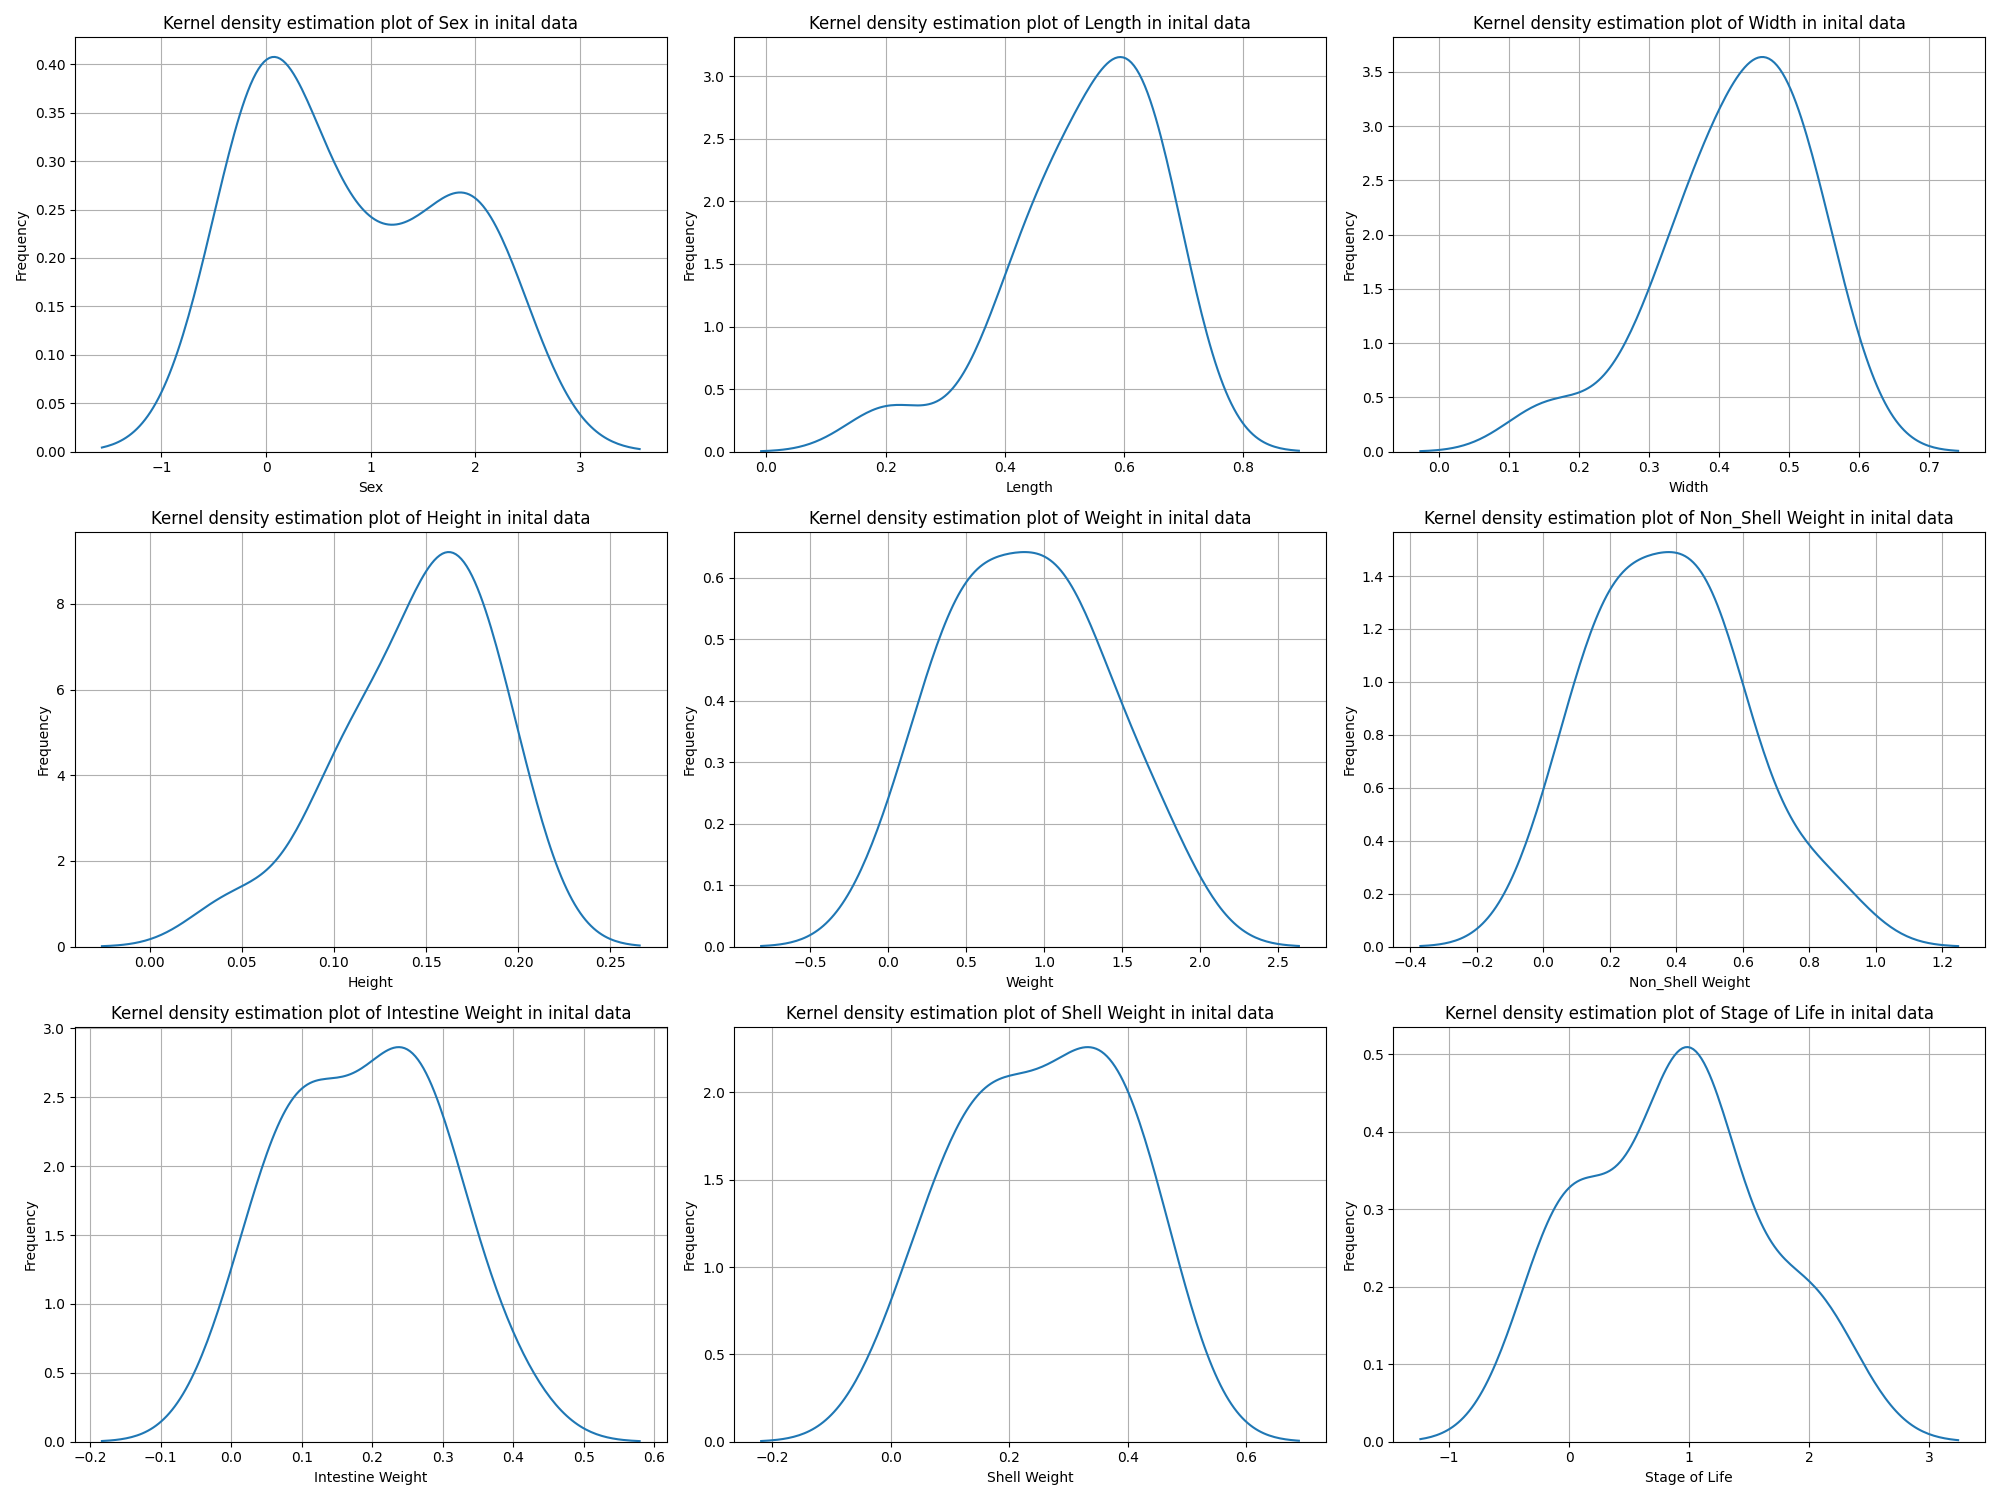 Kernel density estimation plot of Sex in inital data
0.40
0.35
0.30
0.25
0.20
0.15
0.10
0.05
0.00
Frequency
−1 0 1 2 3
Sex
Kernel density estimation plot of Length in inital data
3.0
2.5
2.0
1.5
1.0
0.5
0.0
Frequency
0.0 0.2 0.4 0.6 0.8
Length
Kernel density estimation plot of Width in inital data
3.5
3.0
2.5
2.0
1.5
1.0
0.5
0.0
Frequency
0.0 0.1 0.2 0.3 0.4 0.5 0.6 0.7
Width
Kernel density estimation plot of Height in inital data
8
6
4
2
0
Frequency
0.00 0.05 0.10 0.15 0.20 0.25
Height
Kernel density estimation plot of Weight in inital data
0.6
0.5
0.4
0.3
0.2
0.1
0.0
Frequency
−0.5 0.0 0.5 1.0 1.5 2.0 2.5
Weight
Kernel density estimation plot of Non_Shell Weight in inital data
1.4
1.2
1.0
0.8
0.6
0.4
0.2
0.0
Frequency
−0.4 −0.2 0.0 0.2 0.4 0.6 0.8 1.0 1.2
Non_Shell Weight
Kernel density estimation plot of Intestine Weight in inital data
3.0
2.5
2.0
1.5
1.0
0.5
0.0
Frequency
−0.2 −0.1 0.0 0.1 0.2 0.3 0.4 0.5 0.6
Intestine Weight
Kernel density estimation plot of Shell Weight in inital data
2.0
1.5
1.0
0.5
0.0
Frequency
−0.2 0.0 0.2 0.4 0.6
Shell Weight
Kernel density estimation plot of Stage of Life in inital data
0.5
0.4
0.3
0.2
0.1
0.0
Frequency
−1 0 1 2 3
Stage of Life